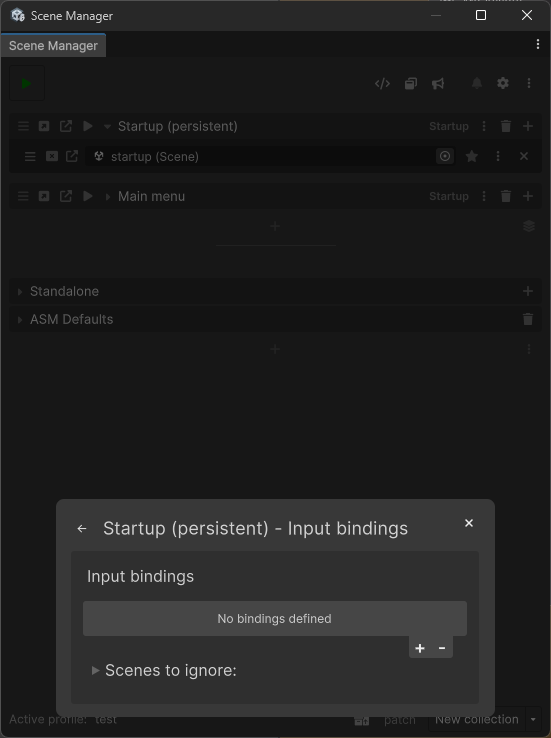 Scene Manager
Scene Manager
Startup (persistent) Startup
startup (Scene)
Main menu Startup
Standalone
ASM Defaults
Startup (persistent) - Input bindings
Input bindings
No bindings defined
+ -
Scenes to ignore:
Active profile: test patch New collection